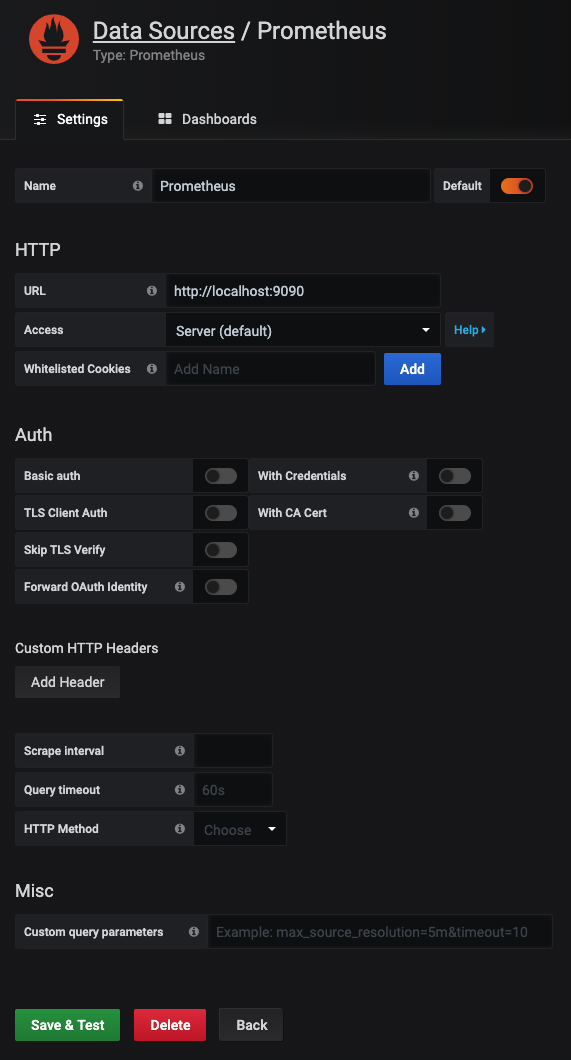 Data Sources / Prometheus
Type: Prometheus
Settings Dashboards
Name Prometheus Default
HTTP
URL http://localhost:9090
Access Server (default) Help
Whitelisted Cookies Add Name Add
Auth
Basic auth With Credentials
TLS Client Auth With CA Cert
Skip TLS Verify
Forward OAuth Identity
Custom HTTP Headers
Add Header
Scrape interval
Query timeout 60s
HTTP Method Choose
Misc
Custom query parameters Example: max_source_resolution=5m&timeout=10
Save & Test Delete Back